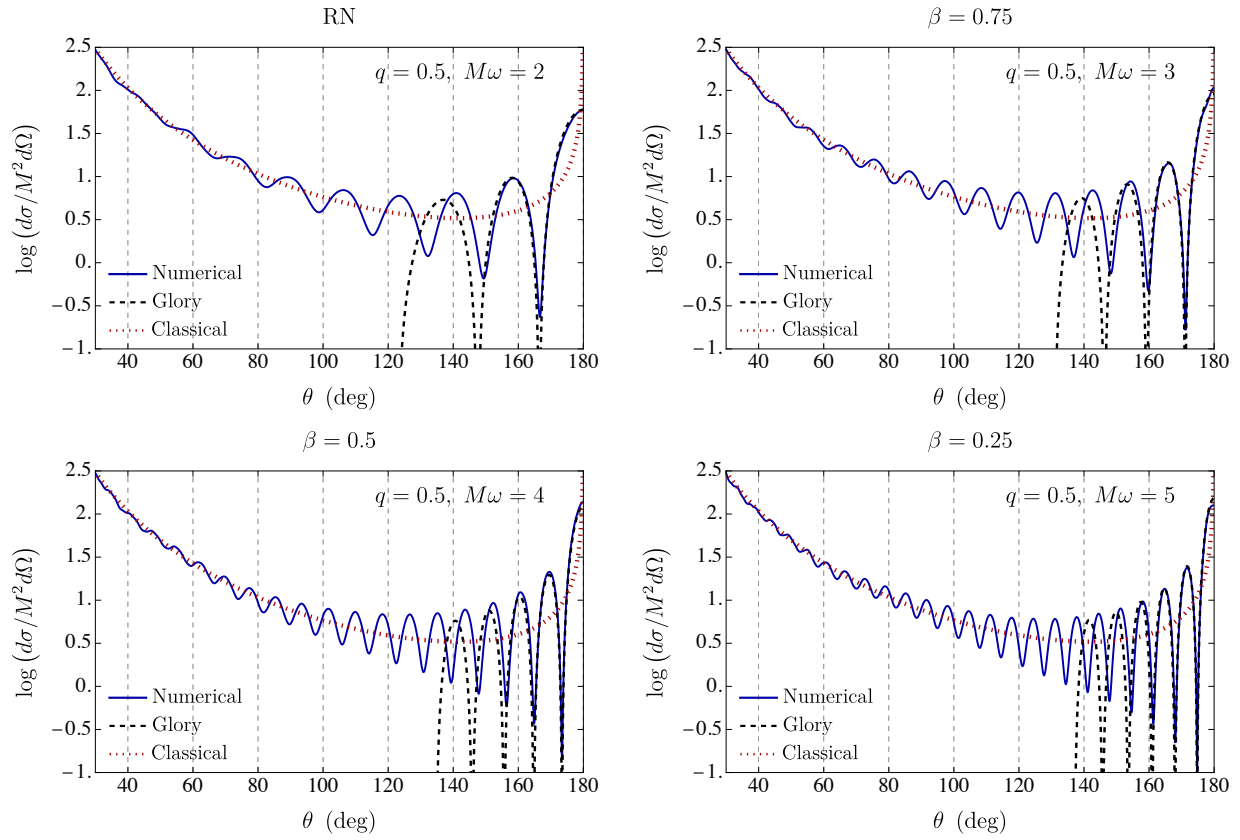 RN
q = 0.5, Mω = 2
log (dσ/M²dΩ)
2.5
2.
1.5
1.0
0.5
0.
−0.5
−1.
Numerical
Glory
Classical
40 60 80 100 120 140 160 180
θ (deg)
β = 0.75
q = 0.5, Mω = 3
log (dσ/M²dΩ)
2.5
2.
1.5
1.0
0.5
0.
−0.5
−1.
Numerical
Glory
Classical
40 60 80 100 120 140 160 180
θ (deg)
β = 0.5
q = 0.5, Mω = 4
log (dσ/M²dΩ)
2.5
2.
1.5
1.0
0.5
0.
−0.5
−1.
Numerical
Glory
Classical
40 60 80 100 120 140 160 180
θ (deg)
β = 0.25
q = 0.5, Mω = 5
log (dσ/M²dΩ)
2.5
2.
1.5
1.0
0.5
0.
−0.5
−1.
Numerical
Glory
Classical
40 60 80 100 120 140 160 180
θ (deg)